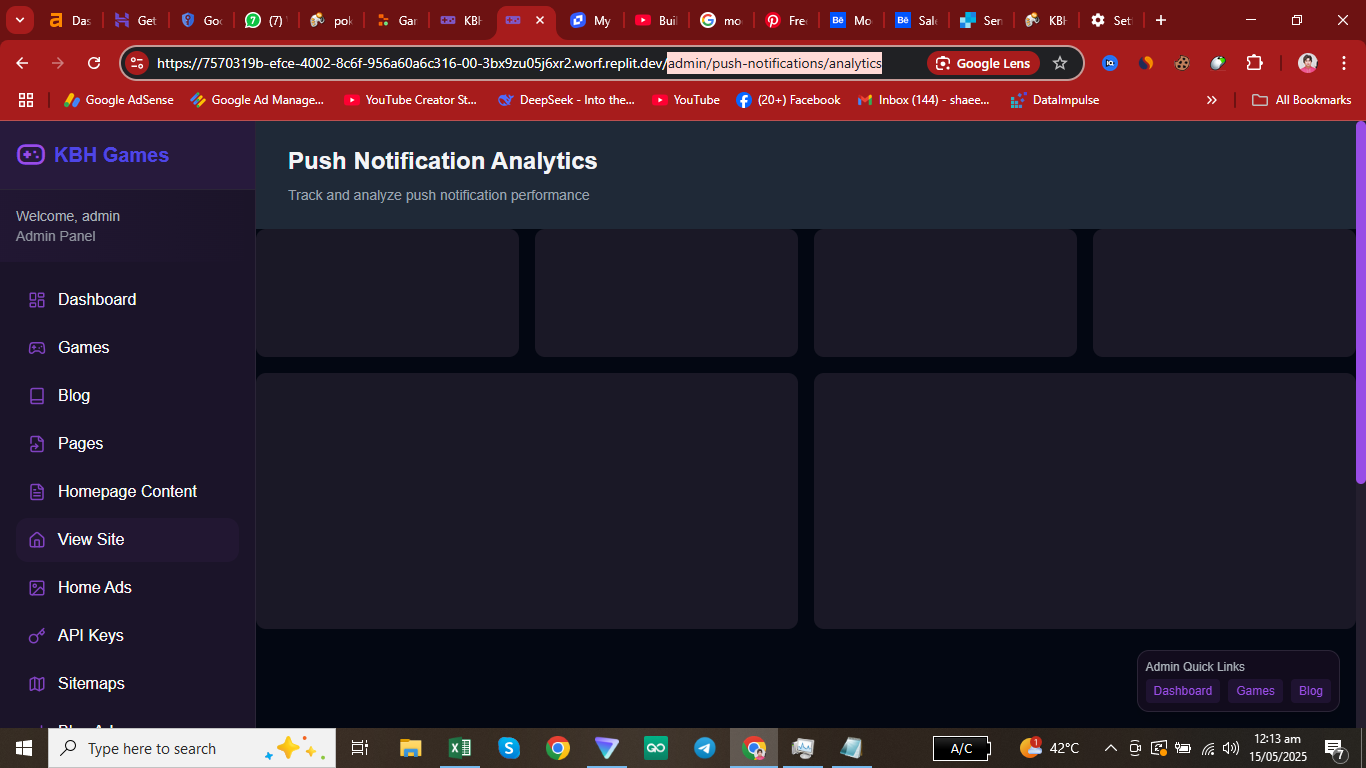 Das
Get
Goo
(7)
pok
Gar
KBH
My
Buil
mo
Free
Bē
Mo
Bē
Sale
Sen
KBH
Sett
https://7570319b-efce-4002-8c6f-956a60a6c316-00-3bx9zu05j6xr2.worf.replit.dev/admin/push-notifications/analytics
Google Lens
Google AdSense
Google Ad Manage...
YouTube Creator St...
DeepSeek - Into the...
YouTube
(20+) Facebook
Inbox (144) - shaee...
DataImpulse
All Bookmarks
KBH Games
Welcome, admin
Admin Panel
Dashboard
Games
Blog
Pages
Homepage Content
View Site
Home Ads
API Keys
Sitemaps
Push Notification Analytics
Track and analyze push notification performance
Admin Quick Links
Dashboard Games Blog
Type here to search
A/C
1
42°C
12:13 am
15/05/2025
7